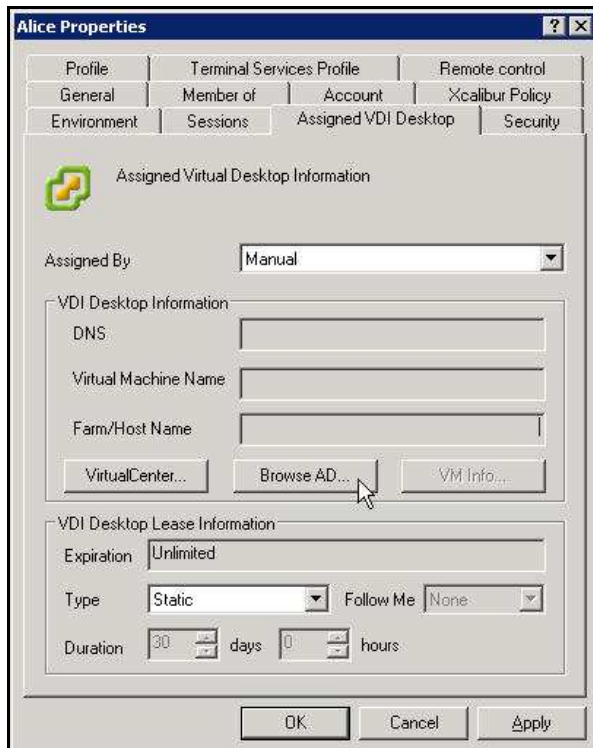 Alice Properties
Profile Terminal Services Profile Remote control
General Member of Account Xcalibur Policy
Environment Sessions Assigned VDI Desktop Security
Assigned Virtual Desktop Information
Assigned By Manual
VDI Desktop Information
DNS
Virtual Machine Name
Farm/Host Name
VirtualCenter... Browse AD... VM Info...
VDI Desktop Lease Information
Expiration Unlimited
Type Static Follow Me None
Duration 30 days 0 hours
OK Cancel Apply